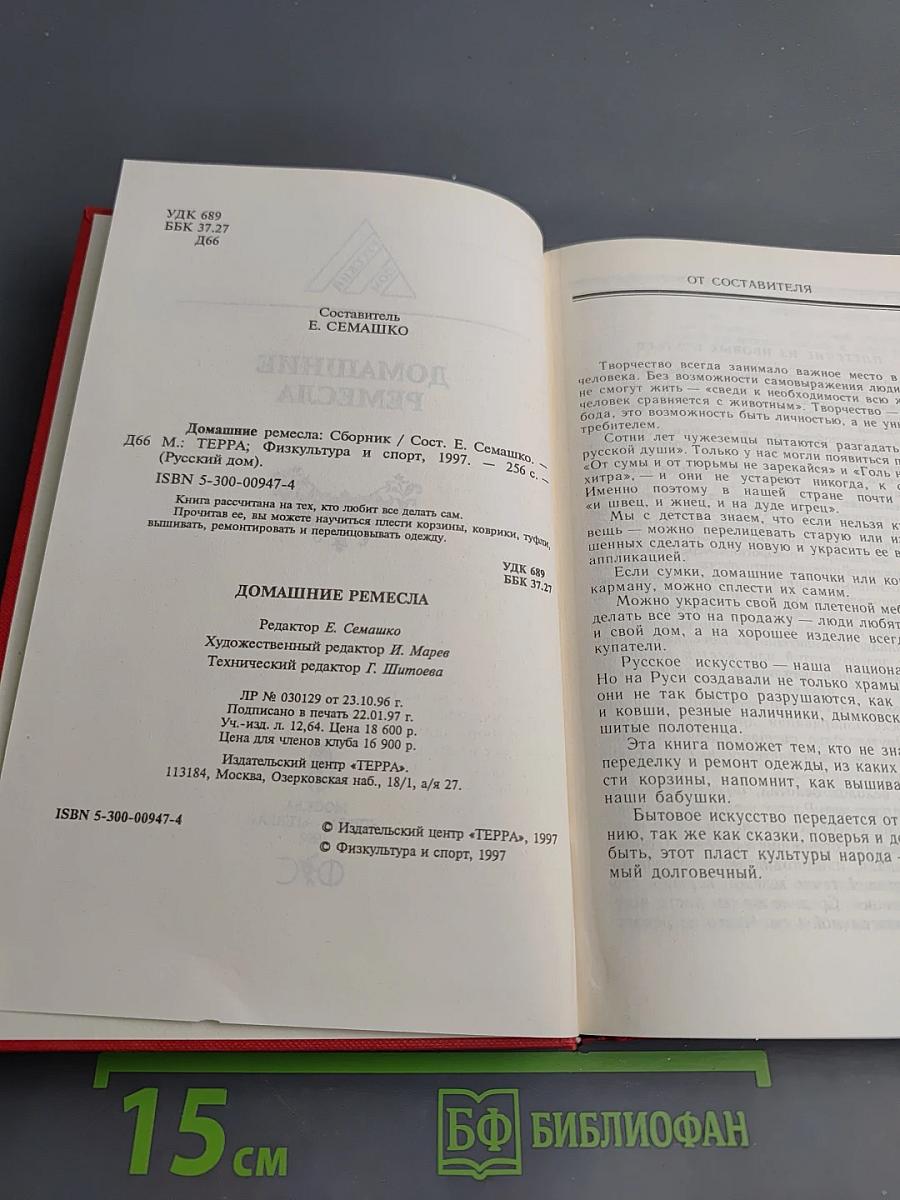 УДК 689
ББК 37.27
Д66
Составитель
Е. СЕМАШКО
Домашние ремесла: Сборник / Сост. Е. Семашко. —
Д66 М.: ТЕРРА; Физкультура и спорт, 1997. — 256 с. —
(Русский дом).
ISBN 5-300-00947-4
Книга рассчитана на тех, кто любит все делать сам.
Прочитав ее, вы можете научиться плести корзины, коврики, туфли,
вышивать, ремонтировать и перелицовывать одежду.
УДК 689
ББК 37.27
ДОМАШНИЕ РЕМЕСЛА
Редактор Е. Семашко
Художественный редактор И. Марев
Технический редактор Г. Шитоева
ЛР № 030129 от 23.10.96 г.
Подписано в печать 22.01.97 г.
Уч.-изд. л. 12,64. Цена 18 600 р.
Цена для членов клуба 16 900 р.
Издательский центр «ТЕРРА».
113184, Москва, Озерковская наб., 18/1, а/я 27.
ISBN 5-300-00947-4
© Издательский центр «ТЕРРА», 1997
© Физкультура и спорт, 1997
ОТ СОСТАВИТЕЛЯ
Творчество всегда занимало важное место в
человека. Без возможности самовыражения люди
не смогут жить — «сведи к необходимости всю
человек сравняется с животным». Творчество —
бода, это возможность быть личностью, а не
требителем.
Сотни лет чужеземцы пытаются разгадать
русской души». Только у нас могли появиться
«От сумы и от тюрьмы не зарекайся» и «Голь
хитра», — и они не устареют никогда, к
Именно поэтому в нашей стране почти
«и швец, и жнец, и на дуде игрец».
Мы с детства знаем, что если нельзя
вещь — можно перелицевать старую или
шенных сделать одну новую и украсить ее
аппликацией.
Если сумки, домашние тапочки или
карману, можно сплести их самим.
Можно украсить свой дом плетеной
делать все это на продажу — люди любят
и свой дом, а на хорошее изделие
купатели.
Русское искусство — наша
Но на Руси создавали не только храмы
они не так быстро разрушаются, как
и ковши, резные наличники,
шитые полотенца.
Эта книга поможет тем, кто не
переделку и ремонт одежды, из каких
сти корзины, напомнит, как
наши бабушки.
Бытовое искусство передается от
нию, так же как сказки, поверья и
быть, этот пласт культуры народа
мый долговечный.
15 см
БФ БИБЛИОФАН